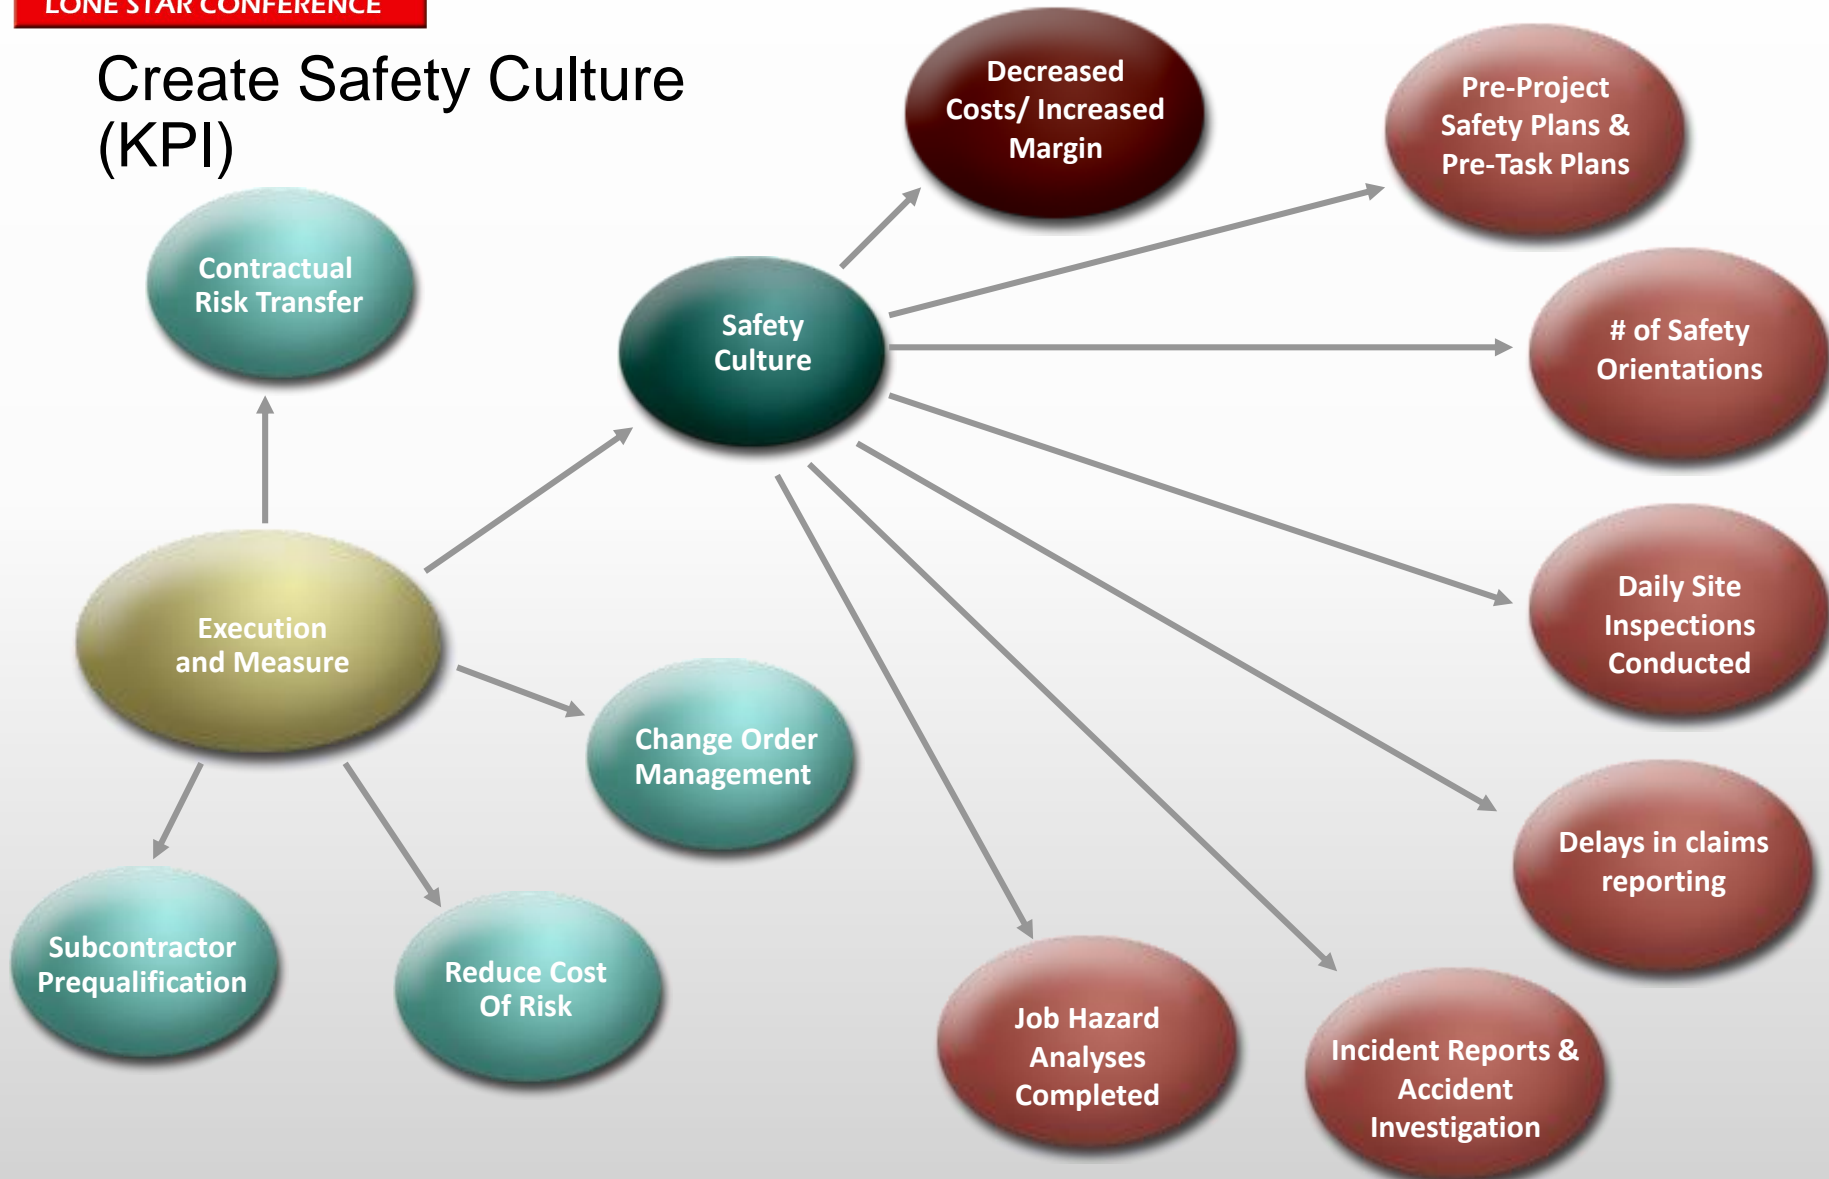 LONE STAR CONFERENCE
Create Safety Culture
(KPI)
Decreased
Costs/ Increased
Margin
Pre-Project
Safety Plans &
Pre-Task Plans
Contractual
Risk Transfer
Safety
Culture
# of Safety
Orientations
Execution
and Measure
Daily Site
Inspections
Conducted
Change Order
Management
Delays in claims
reporting
Subcontractor
Prequalification
Reduce Cost
Of Risk
Job Hazard
Analyses
Completed
Incident Reports &
Accident
Investigation